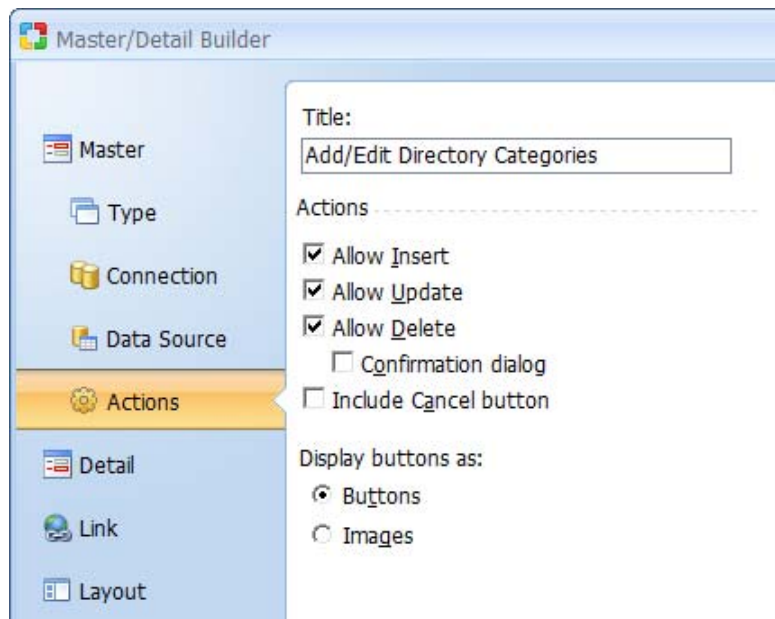 Master/Detail Builder
Master
Type
Connection
Data Source
Actions
Detail
Link
Layout
Title:
Add/Edit Directory Categories
Actions
Allow Insert
Allow Update
Allow Delete
Confirmation dialog
Include Cancel button
Display buttons as:
Buttons
Images